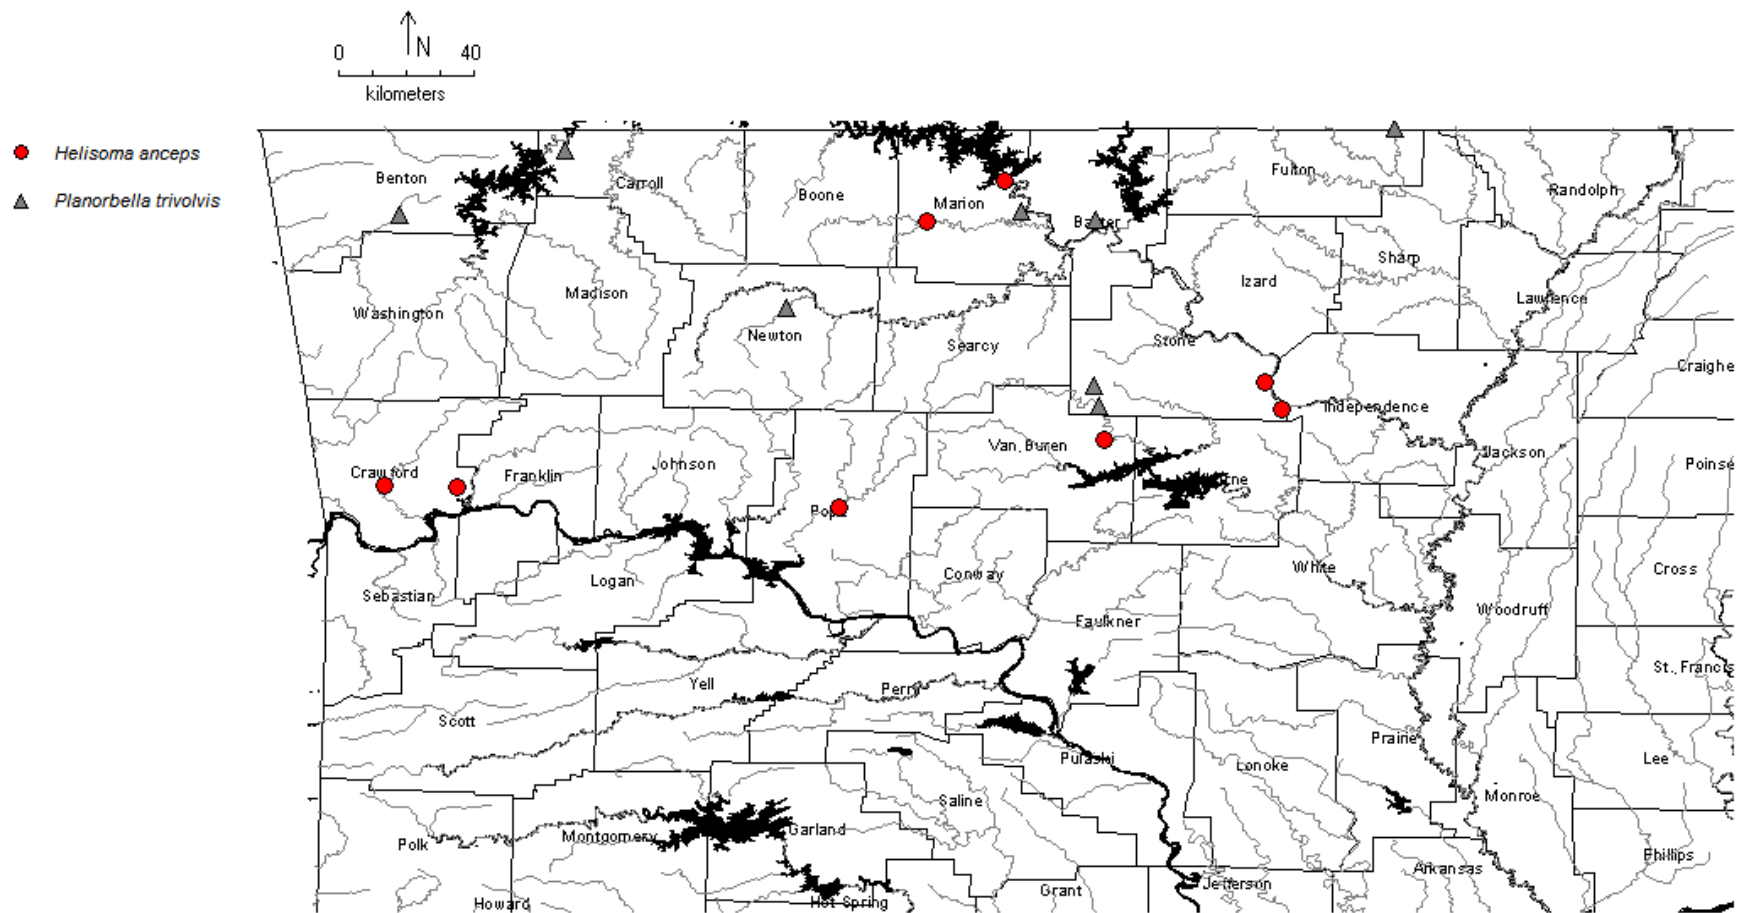 N
0 40
kilometers
Helisoma anceps
Planorbella trivolvis
Benton
Carroll
Boone
Marion
Baxter
Fulton
Randolph
Washington
Madison
Newton
Searcy
Stone
Izard
Sharp
Lawrence
Craighe
Crawford
Franklin
Johnson
Pope
Van Buren
Independence
Jackson
Poinse
Sebastian
Logan
Conway
Faulkner
White
Woodruff
Cross
St. Francis
Scott
Yell
Perry
Pulaski
Lonoke
Prairie
Lee
Monroe
Polk
Montgomery
Garland
Saline
Phillips
Arkansas
Howard
Hot Spring
Grant
Jefferson